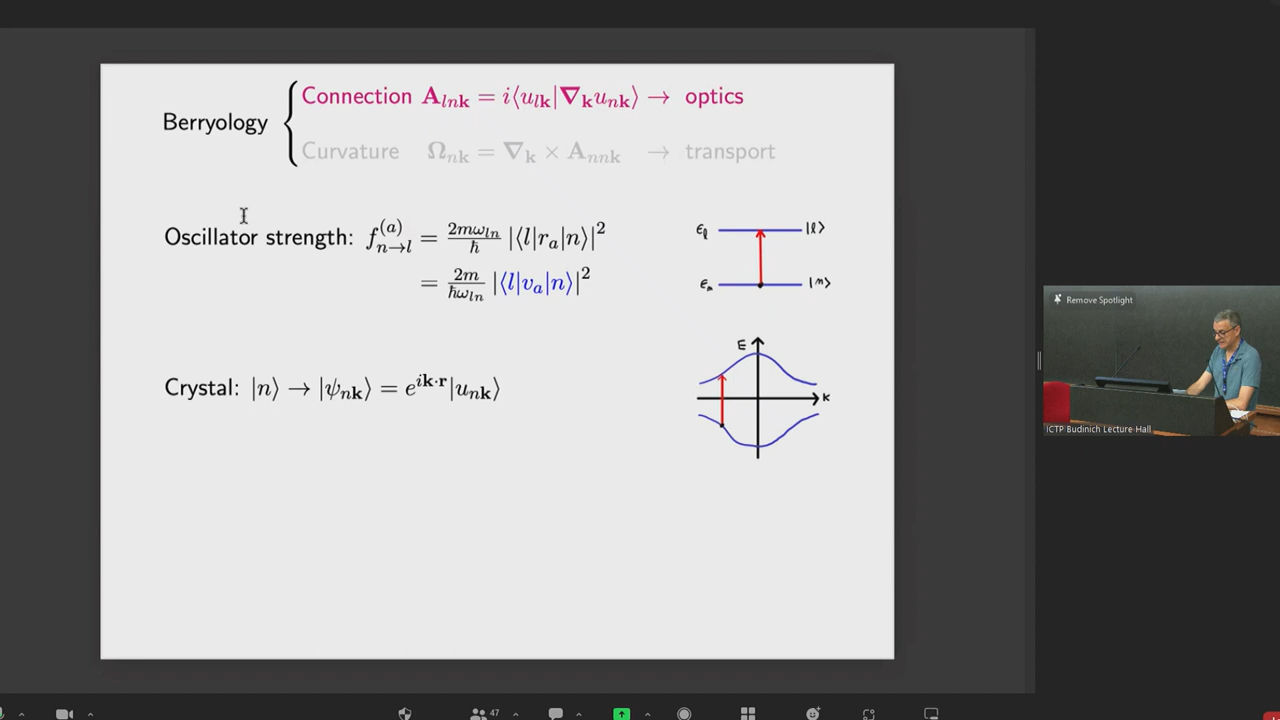 Connection A_{lnk} = i⟨u_{lk}|∇_k u_{nk}⟩ → optics
Berryology
Curvature Ω_{nk} = ∇_k × A_{nnk} → transport
Oscillator strength: f^{(a)}_{n→l} = \frac{2mω_{ln}}{ħ} |⟨l|r_a|n⟩|^2
= \frac{2m}{ħω_{ln}} |⟨l|v_a|n⟩|^2
ϵ_l |l⟩
ϵ_n |n⟩
Crystal: |n⟩ → |ψ_{nk}⟩ = e^{ik·r}|u_{nk}⟩
E
k
Remove Spotlight
ICTP Budinich Lecture Hall
47